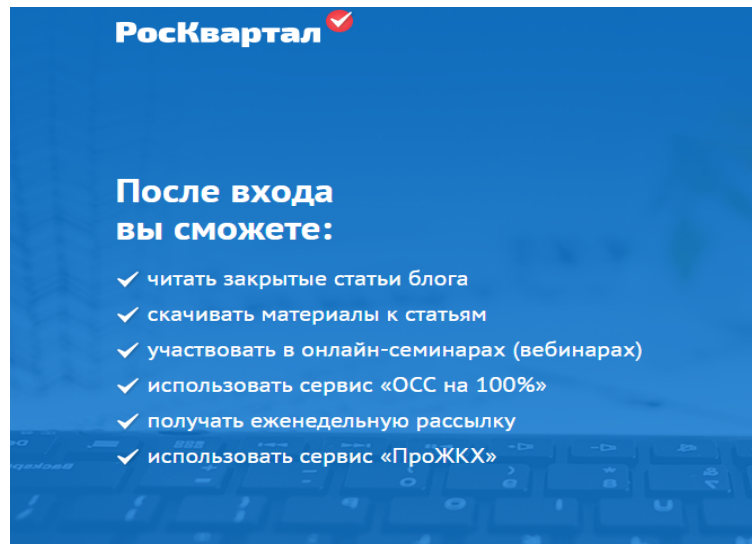 РосКвартал
После входа
вы сможете:
читать закрытые статьи блога
скачивать материалы к статьям
участвовать в онлайн-семинарах (вебинарах)
использовать сервис «ОСС на 100%»
получать еженедельную рассылку
использовать сервис «ПроЖКХ»